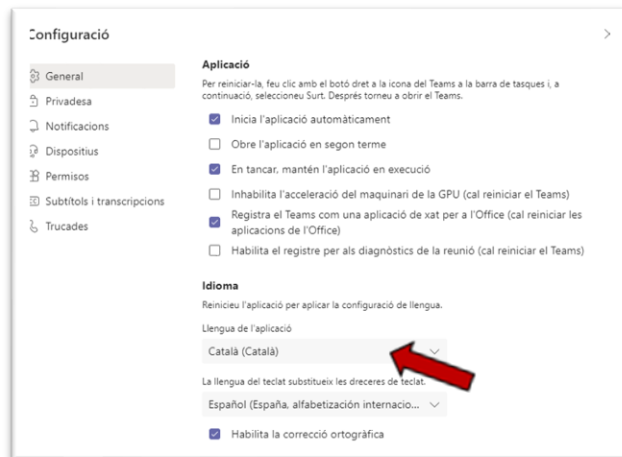 Configuració
General
Privadesa
Notificacions
Dispositius
Permisos
Subtítols i transcripcions
Trucades
Aplicació
Per reiniciar-la, feu clic amb el botó dret a la icona del Teams a la barra de tasques i, a
continuació, seleccioneu Surt. Després torneu a obrir el Teams.
Inicia l'aplicació automàticament
Obre l'aplicació en segon terme
En tancar, mantén l'aplicació en execució
Inhabilita l'acceleració del maquinari de la GPU (cal reiniciar el Teams)
Registra el Teams com una aplicació de xat per a l'Office (cal reiniciar les
aplicacions de l'Office)
Habilita el registre per als diagnòstics de la reunió (cal reiniciar el Teams)
Idioma
Reinicieu l'aplicació per aplicar la configuració de llengua.
Llengua de l'aplicació
Català (Català)
La llengua del teclat substitueix les dreceres de teclat.
Español (España, alfabetización internacio...
Habilita la correcció ortogràfica